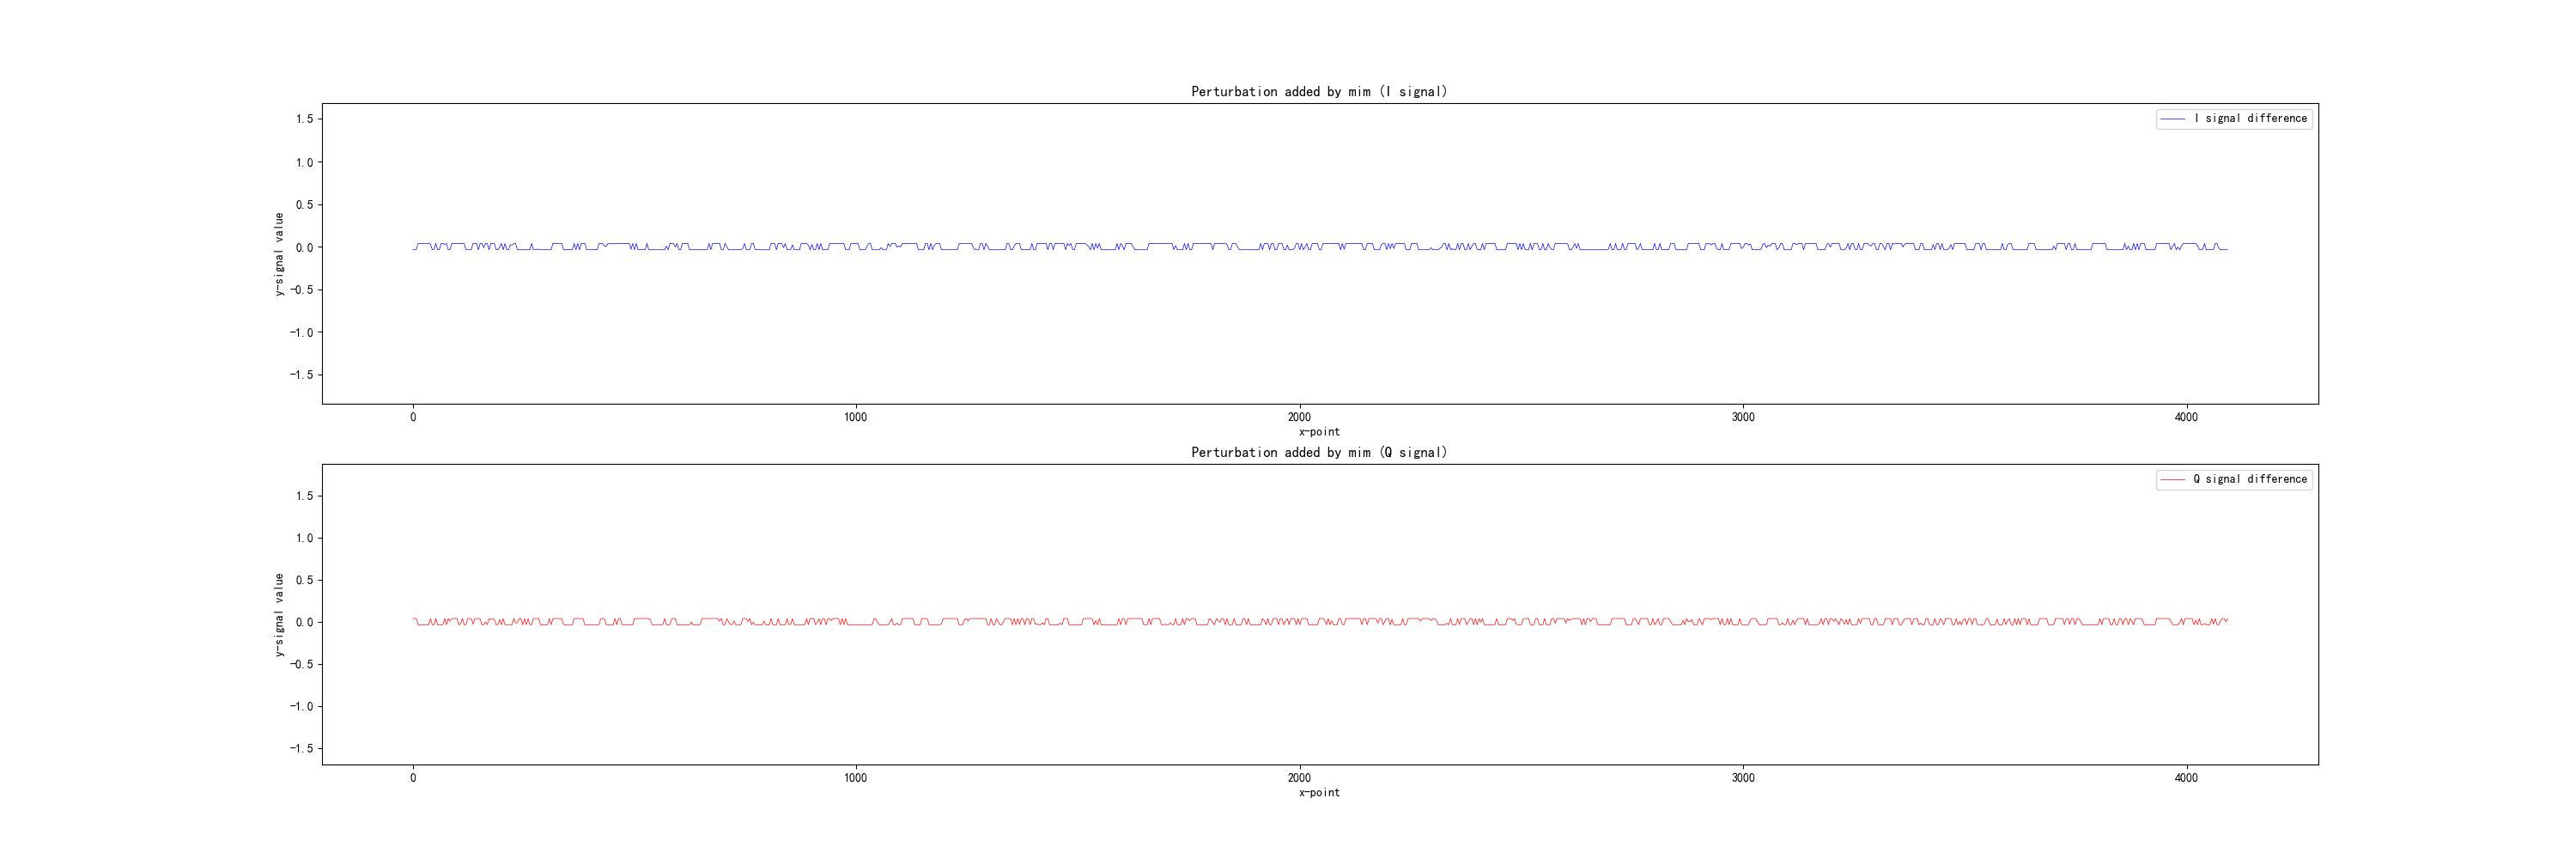 Perturbation added by mim (I signal)
I signal difference
1.5
1.0
0.5
0.0
-0.5
-1.0
-1.5
y-signal value
0 1000 2000 3000 4000
x-point
Perturbation added by mim (Q signal)
Q signal difference
1.5
1.0
0.5
0.0
-0.5
-1.0
-1.5
y-signal value
0 1000 2000 3000 4000
x-point